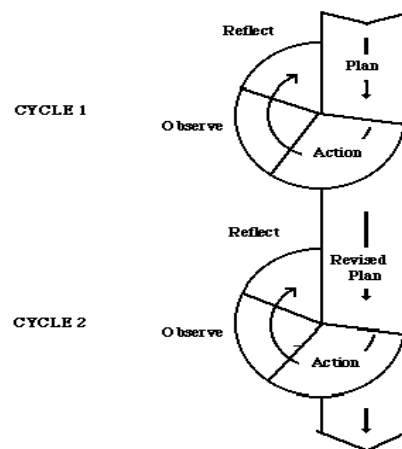 Reflect
Plan
CYCLE 1
Observe
Action
Reflect
Revised
Plan
CYCLE 2
Observe
Action